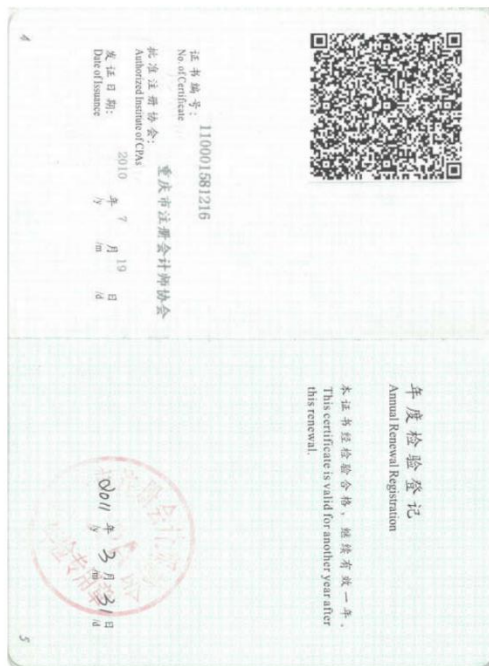 证书编号: 110001581216
No. of Certificate
批准注册协会: 重庆市注册会计师协会
Authorized Institute of CPAs
发证日期: 2010 年 7 月 19 日
Date of Issuance /y /m /d
4
年度检验登记
Annual Renewal Registration
本证书经检验合格，继续有效一年。
This certificate is valid for another year after
this renewal.
2011 年 3 月 31 日
/y /m /d
5